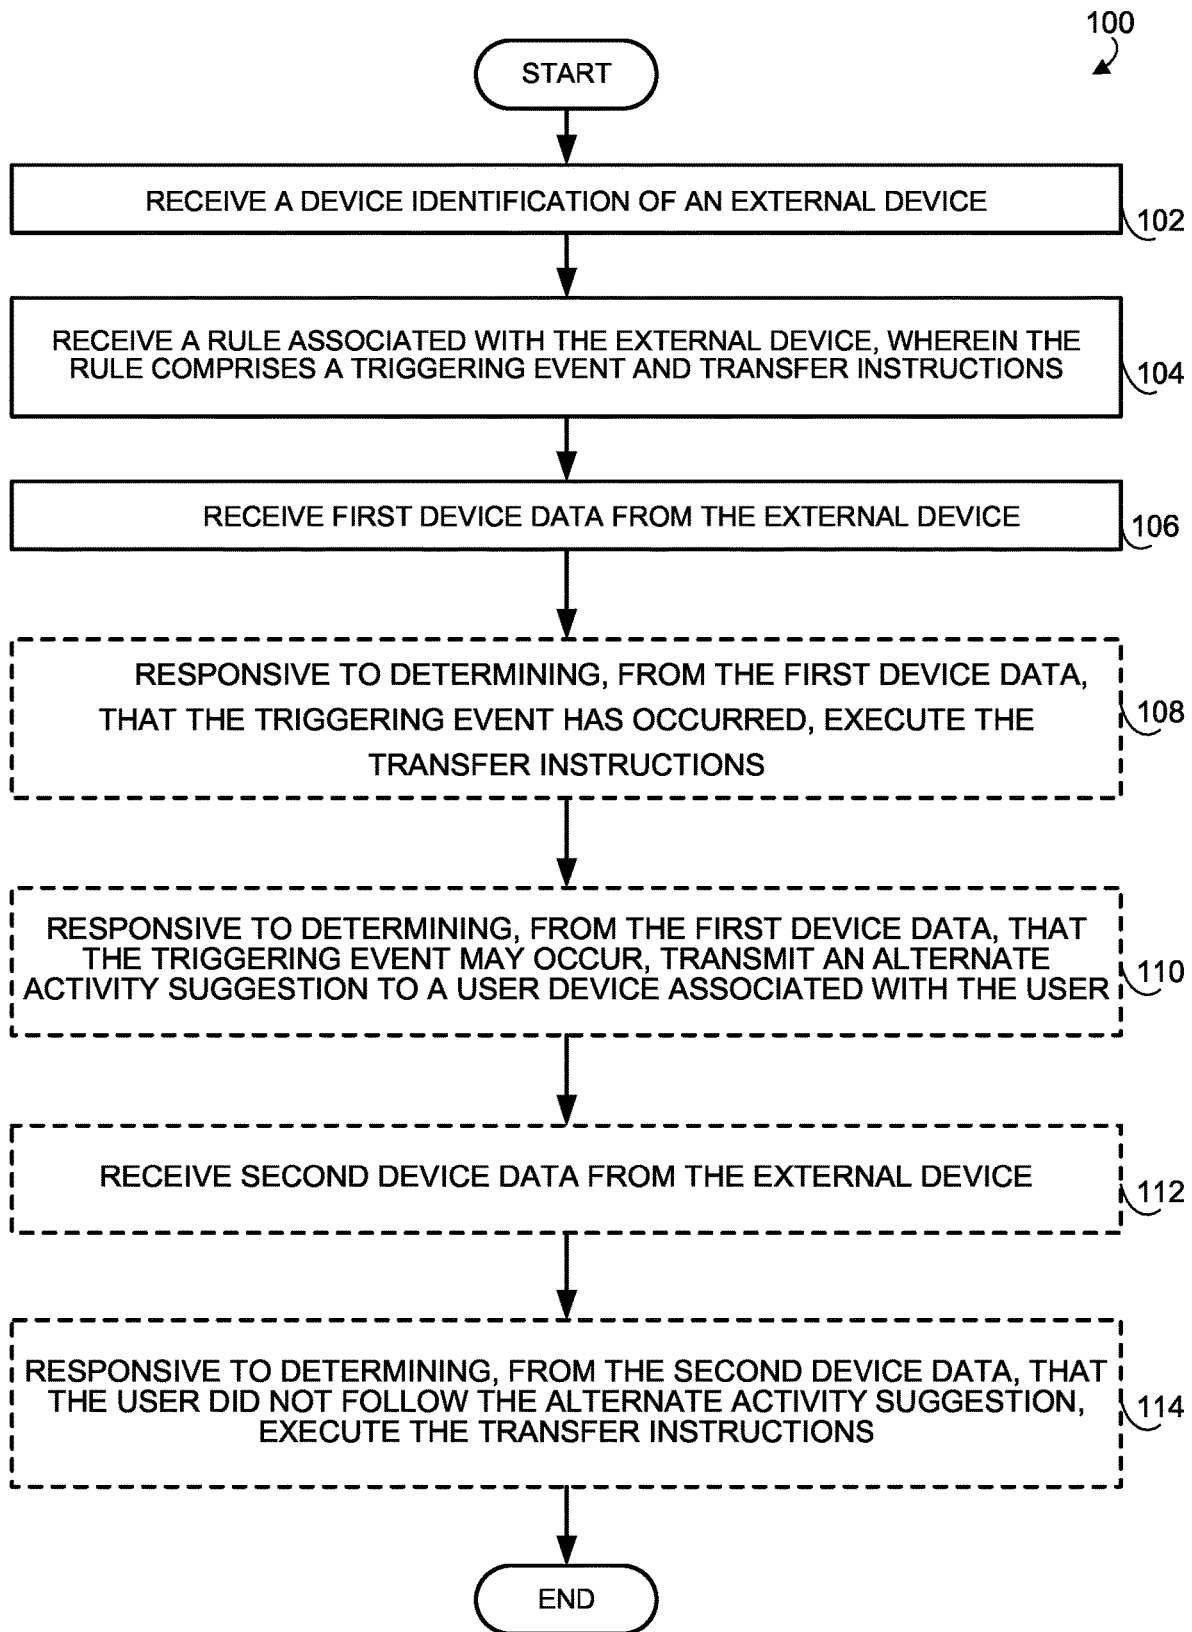 100
START
RECEIVE A DEVICE IDENTIFICATION OF AN EXTERNAL DEVICE
102
RECEIVE A RULE ASSOCIATED WITH THE EXTERNAL DEVICE, WHEREIN THE
RULE COMPRISES A TRIGGERING EVENT AND TRANSFER INSTRUCTIONS
104
RECEIVE FIRST DEVICE DATA FROM THE EXTERNAL DEVICE
106
RESPONSIVE TO DETERMINING, FROM THE FIRST DEVICE DATA,
THAT THE TRIGGERING EVENT HAS OCCURRED, EXECUTE THE
TRANSFER INSTRUCTIONS
108
RESPONSIVE TO DETERMINING, FROM THE FIRST DEVICE DATA, THAT
THE TRIGGERING EVENT MAY OCCUR, TRANSMIT AN ALTERNATE
ACTIVITY SUGGESTION TO A USER DEVICE ASSOCIATED WITH THE USER
110
RECEIVE SECOND DEVICE DATA FROM THE EXTERNAL DEVICE
112
RESPONSIVE TO DETERMINING, FROM THE SECOND DEVICE DATA, THAT
THE USER DID NOT FOLLOW THE ALTERNATE ACTIVITY SUGGESTION,
EXECUTE THE TRANSFER INSTRUCTIONS
114
END